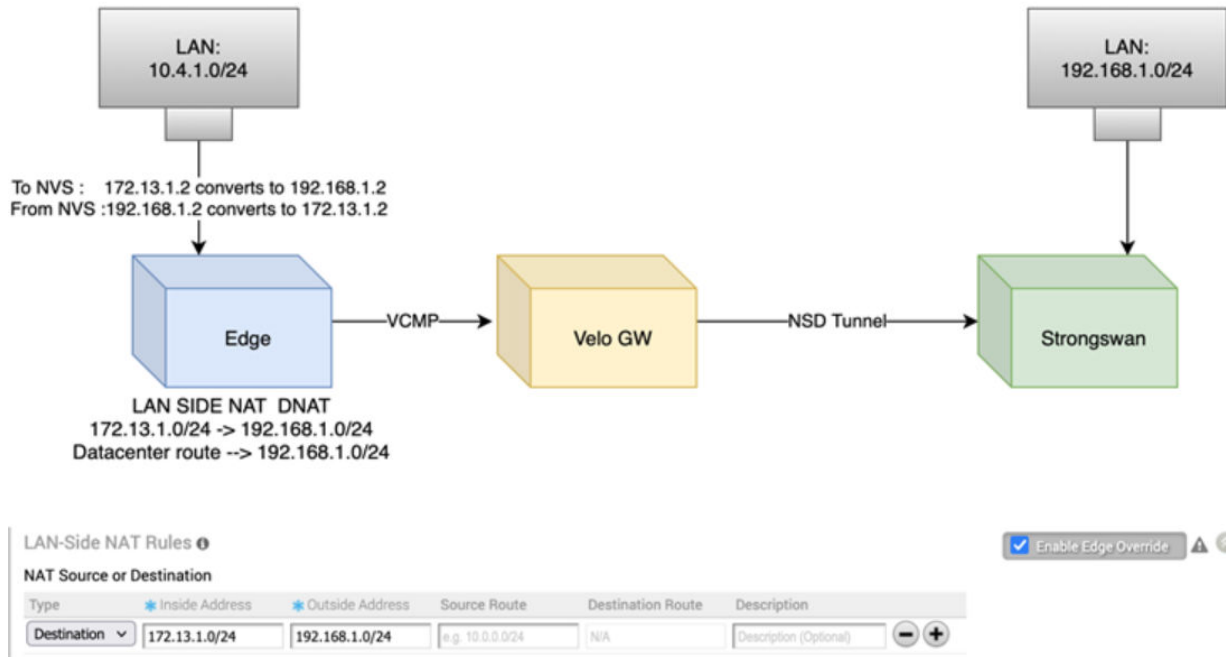 LAN:
10.4.1.0/24
LAN:
192.168.1.0/24
To NVS : 172.13.1.2 converts to 192.168.1.2
From NVS :192.168.1.2 converts to 172.13.1.2
Edge
VCMP
Velo GW
NSD Tunnel
Strongswan
LAN SIDE NAT DNAT
172.13.1.0/24 -> 192.168.1.0/24
Datacenter route --> 192.168.1.0/24
LAN-Side NAT Rules
Enable Edge Override
NAT Source or Destination
Type * Inside Address * Outside Address Source Route Destination Route Description
Destination 172.13.1.0/24 192.168.1.0/24 e.g. 10.0.0.0/24 N/A Description (Optional)